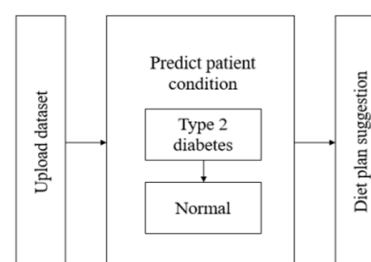 Upload dataset
Predict patient
condition
Type 2
diabetes
Normal
Diet plan suggestion